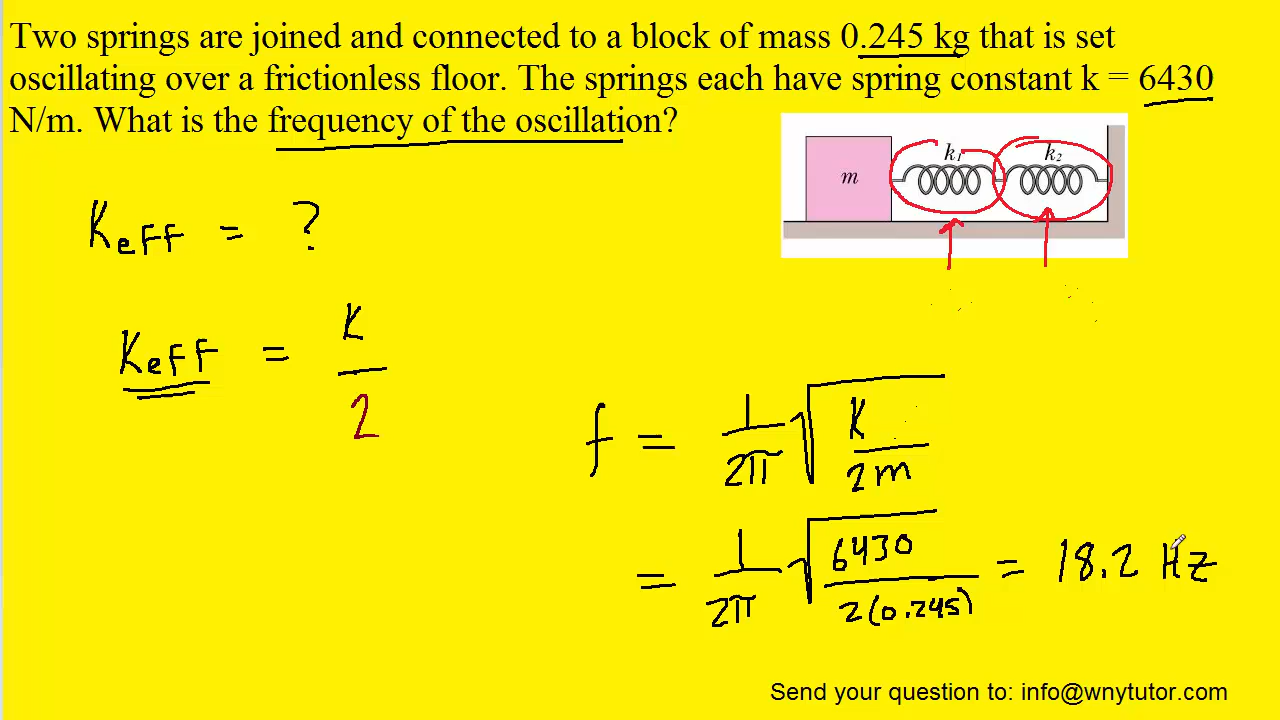 Two springs are joined and connected to a block of mass 0.245 kg that is set
oscillating over a frictionless floor. The springs each have spring constant k = 6430
N/m. What is the frequency of the oscillation?
m k₁ k₂
Keff = ?
Keff = K/2
f = 1/2π √K/2m
= 1/2π √6430/2(0.245) = 18.2 Hz
Send your question to: info@wnytutor.com